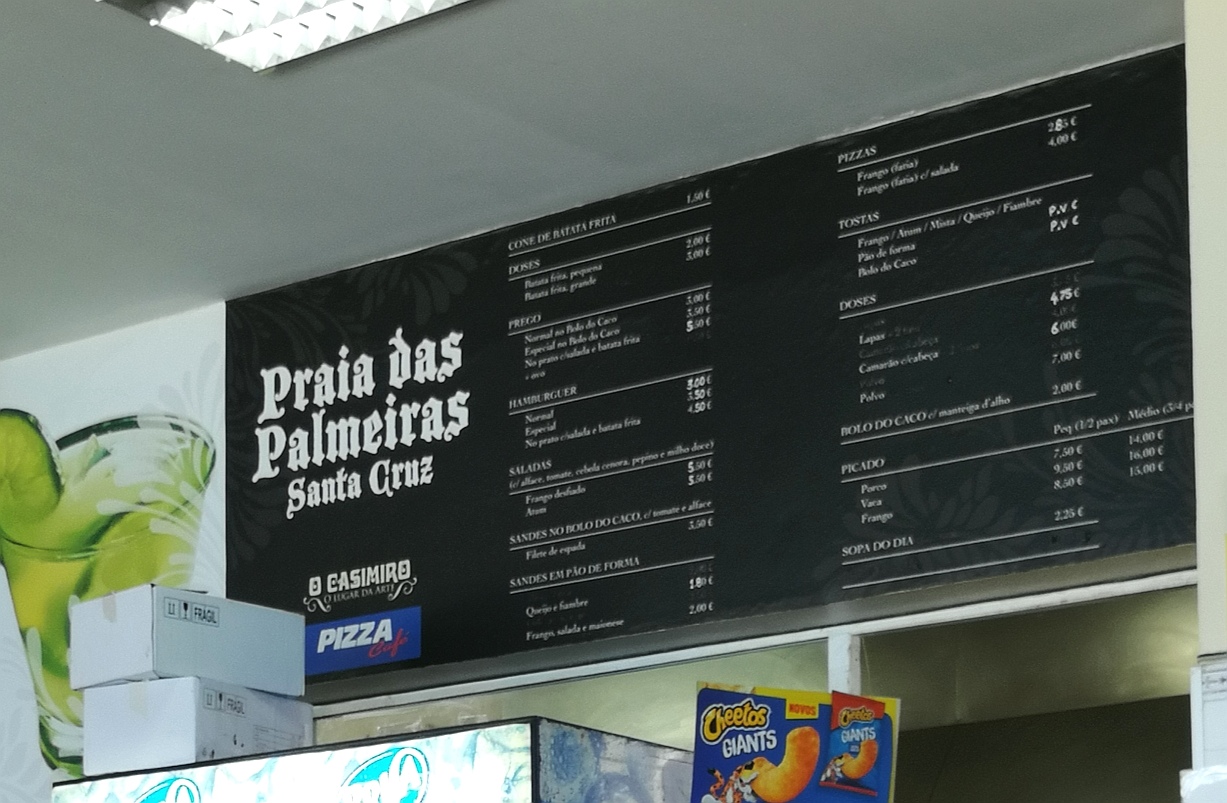 Praia das
Palmeiras
Santa Cruz
O CASIMIRO
O LUGAR DA ARTE
PIZZA
Café
CONE DE BATATA FRITA 1,50 €
DOSES
Batata frita, pequena 2,00 €
Batata frita, grande 3,00 €
PREGO
Normal no Bolo do Caco 3,00 €
Especial no Bolo do Caco 3,50 €
No prato c/salada e batata frita 5,50 €
+ ovo
HAMBURGUER
Normal 3,00 €
Especial 3,50 €
No prato c/salada e batata frita 4,50 €
SALADAS
(c/ alface, tomate, cebola cenora, pepino e milho doce)
Frango desfiado 5,50 €
Atum 5,50 €
SANDES NO BOLO DO CACO, c/ tomate e alface
Filete de espada 3,50 €
SANDES EM PÃO DE FORMA
Queijo e fiambre 1,80 €
Frango, salada e maionese 2,00 €
PIZZAS
Frango (fatia) 2,85 €
Frango (fatia) c/ salada 4,00 €
TOSTAS
Frango / Atum / Mista / Queijo / Fiambre
Pão de forma P.V €
Bolo do Caco P.V €
DOSES
Lapas 4,75 €
Camarão c/cabeça 6,00€
Polvo
Polvo 7,00 €
BOLO DO CACO c/ manteiga d'alho 2,00 €
PICADO Peq (1/2 pax) Médio (3/4
Porco 7,50 € 14,00 €
Vaca 9,50 € 16,00 €
Frango 8,50 € 15,00 €
SOPA DO DIA 2,25 €
FRÁGIL
FRÁGIL
Cheetos
GIANTS
NOVOS
Cheetos
GIANTS